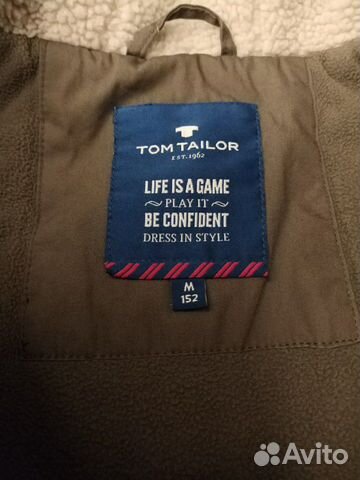 TOM TAILOR
EST. 1962
LIFE IS A GAME
~ PLAY IT ~
BE CONFIDENT
DRESS IN STYLE
M
152
Avito